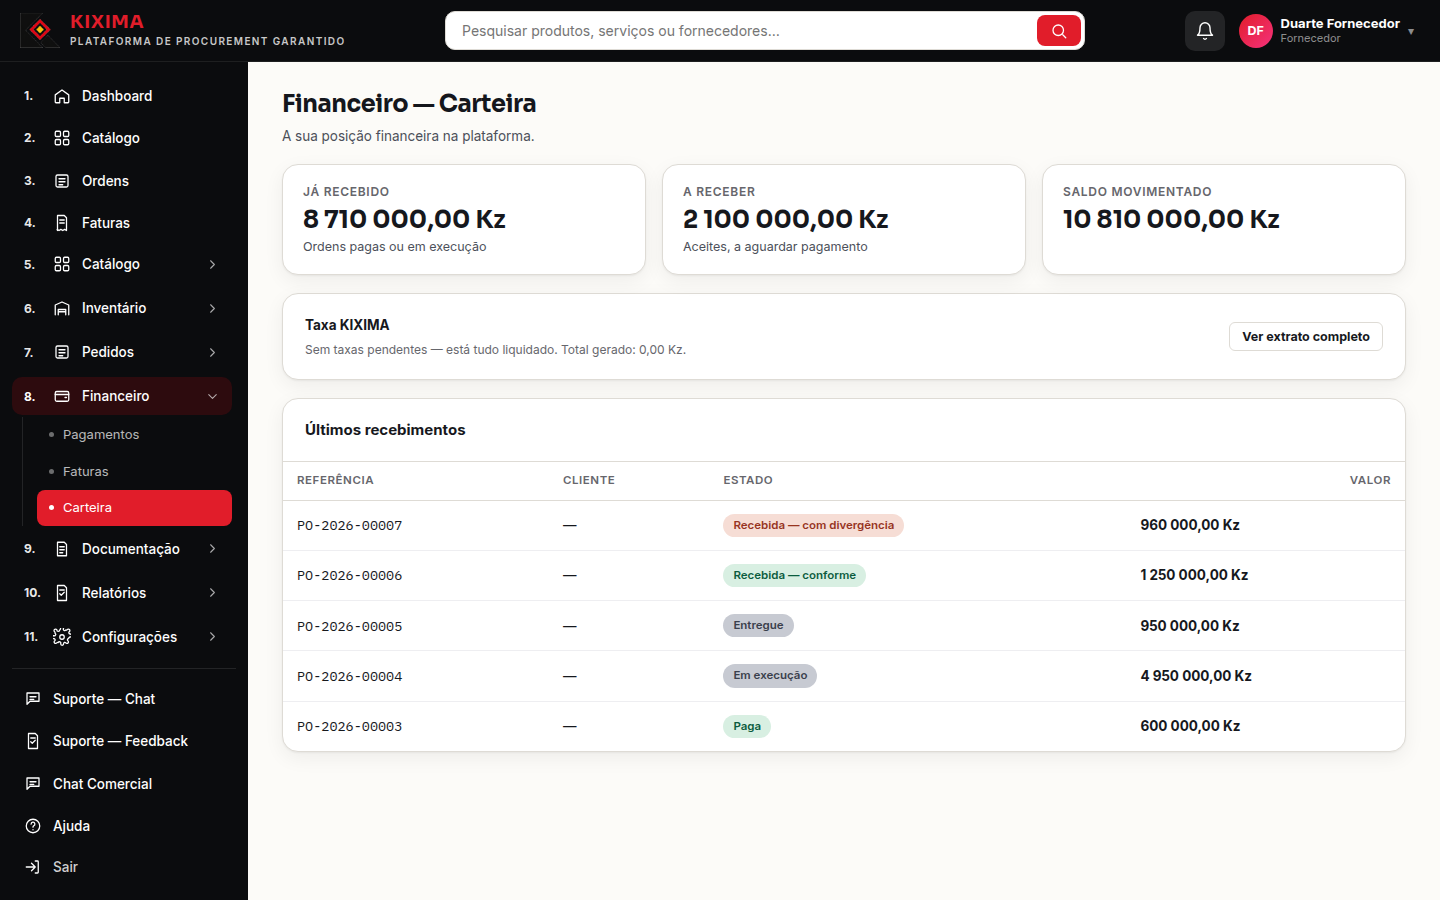 KIXIMA
PLATAFORMA DE PROCUREMENT GARANTIDO
Pesquisar produtos, serviços ou fornecedores...
DF
Duarte Fornecedor
Fornecedor
1. Dashboard
2. Catálogo
3. Ordens
4. Faturas
5. Catálogo
6. Inventário
7. Pedidos
8. Financeiro
Pagamentos
Faturas
Carteira
9. Documentação
10. Relatórios
11. Configurações
Suporte — Chat
Suporte — Feedback
Chat Comercial
Ajuda
Sair
Financeiro — Carteira
A sua posição financeira na plataforma.
JÁ RECEBIDO
8 710 000,00 Kz
Ordens pagas ou em execução
A RECEBER
2 100 000,00 Kz
Aceites, a aguardar pagamento
SALDO MOVIMENTADO
10 810 000,00 Kz
Taxa KIXIMA
Sem taxas pendentes — está tudo liquidado. Total gerado: 0,00 Kz.
Ver extrato completo
Últimos recebimentos
REFERÊNCIA CLIENTE ESTADO VALOR
PO-2026-00007 — Recebida — com divergência 960 000,00 Kz
PO-2026-00006 — Recebida — conforme 1 250 000,00 Kz
PO-2026-00005 — Entregue 950 000,00 Kz
PO-2026-00004 — Em execução 4 950 000,00 Kz
PO-2026-00003 — Paga 600 000,00 Kz